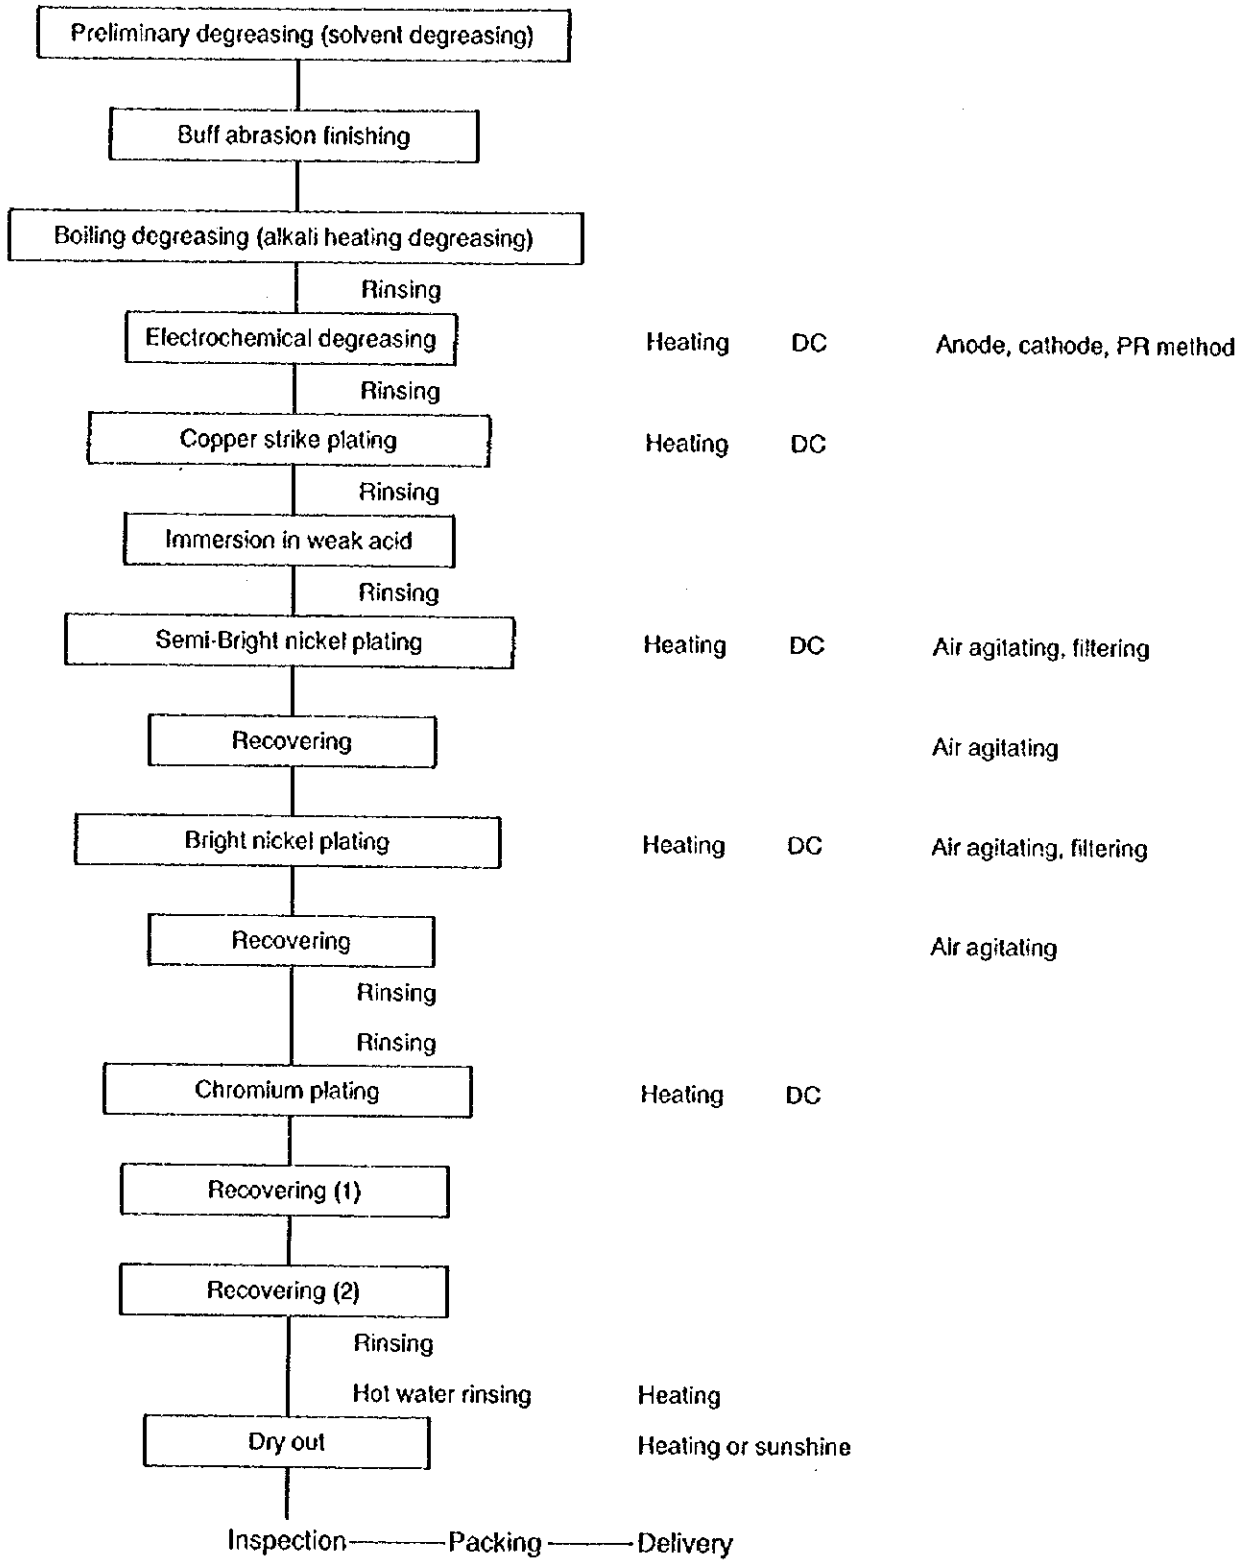 Preliminary degreasing (solvent degreasing)
Buff abrasion finishing
Boiling degreasing (alkali heating degreasing)
Rinsing
Electrochemical degreasing Heating DC Anode, cathode, PR method
Rinsing
Copper strike plating Heating DC
Rinsing
Immersion in weak acid
Rinsing
Semi-Bright nickel plating Heating DC Air agitating, filtering
Recovering Air agitating
Bright nickel plating Heating DC Air agitating, filtering
Recovering Air agitating
Rinsing
Rinsing
Chromium plating Heating DC
Recovering (1)
Recovering (2)
Rinsing
Hot water rinsing Heating
Dry out Heating or sunshine
Inspection Packing Delivery